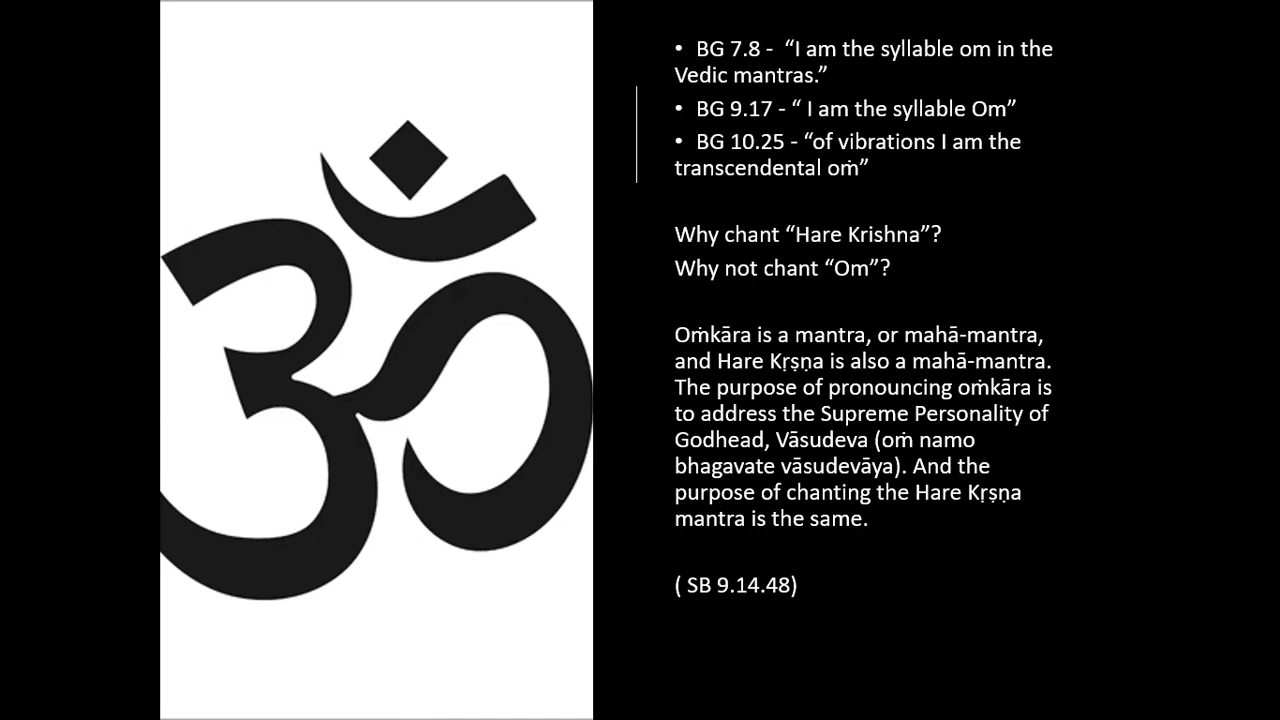 ॐ
• BG 7.8 - “I am the syllable om in the
Vedic mantras.”
• BG 9.17 - “ I am the syllable Om”
• BG 10.25 - “of vibrations I am the
transcendental oṁ”
Why chant “Hare Krishna”?
Why not chant “Om”?
Oṁkāra is a mantra, or mahā-mantra,
and Hare Kṛṣṇa is also a mahā-mantra.
The purpose of pronouncing oṁkāra is
to address the Supreme Personality of
Godhead, Vāsudeva (oṁ namo
bhagavate vāsudevāya). And the
purpose of chanting the Hare Kṛṣṇa
mantra is the same.
( SB 9.14.48)